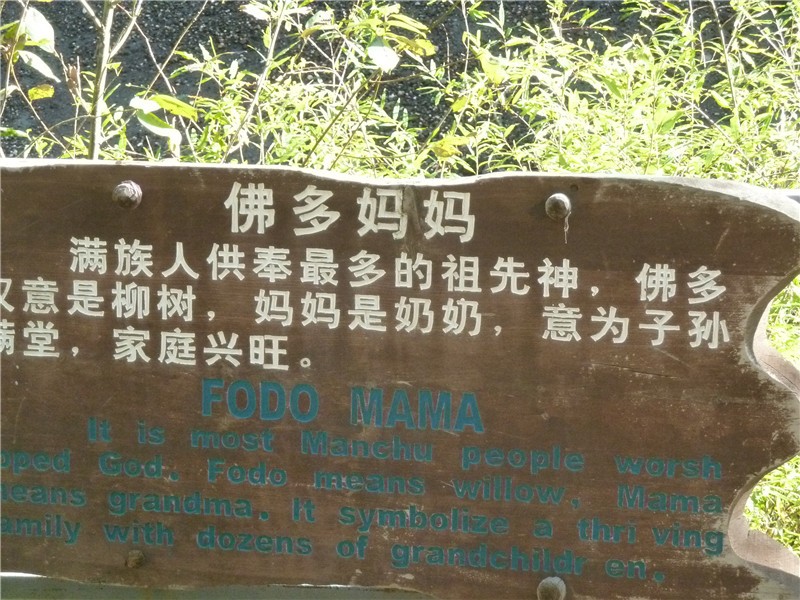 佛多妈妈
满族人供奉最多的祖先神，佛多
汉意是柳树，妈妈是奶奶，意为子孙
满堂，家庭兴旺。
FODO MAMA
It is most Manchu people worsh
pped God. Fodo means willow, Mama
means grandma. It symbolize a thri ving
family with dozens of grandchildr en.